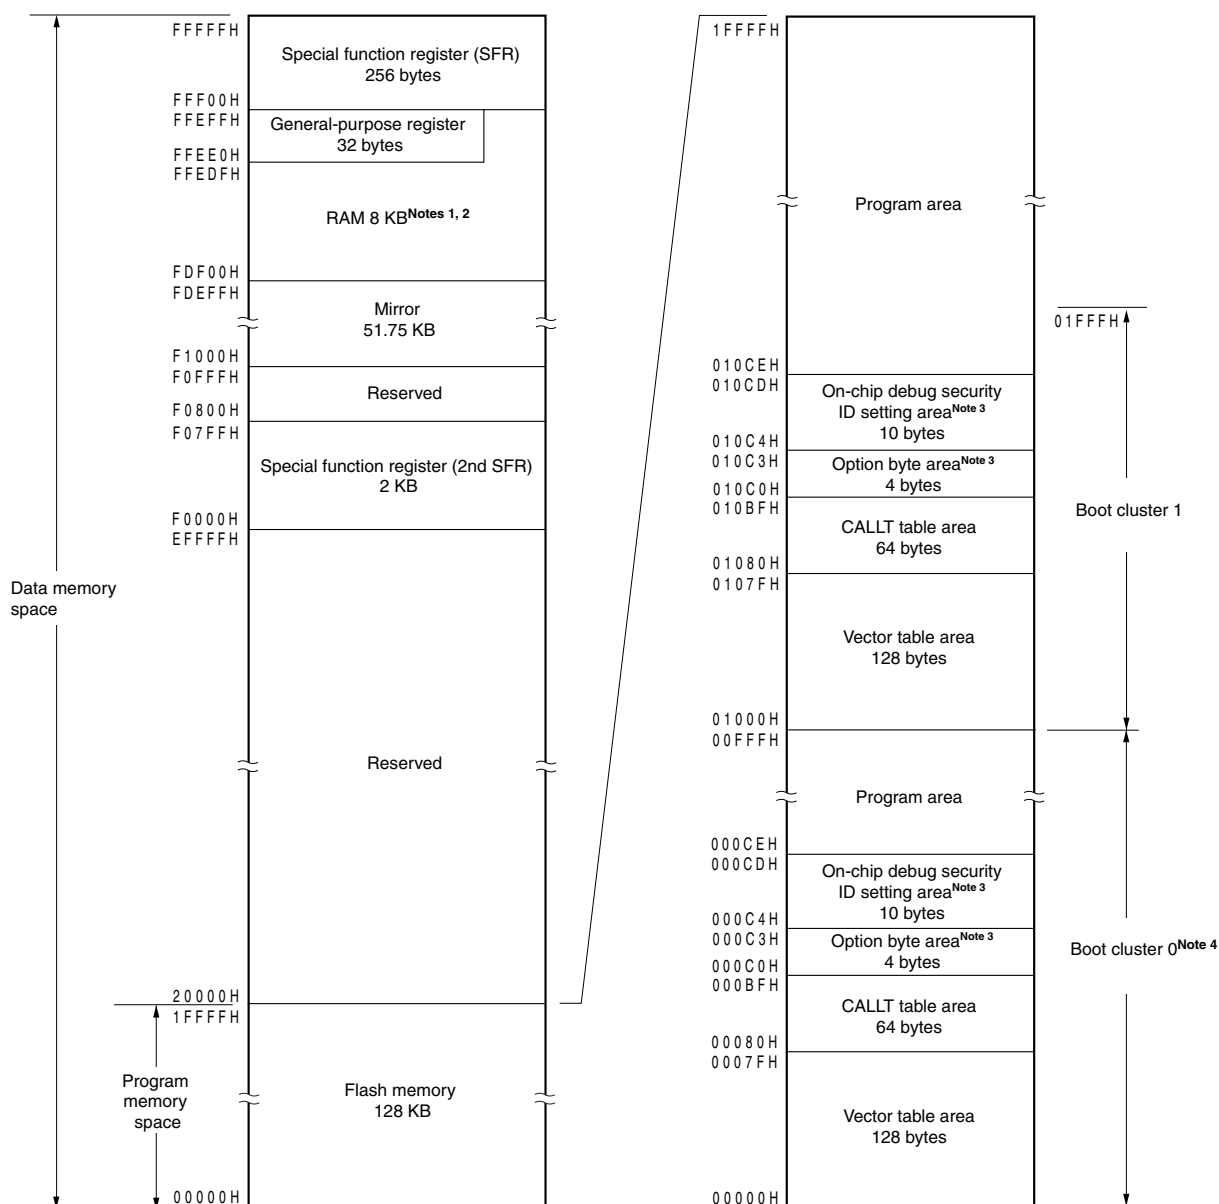 FFFFFH
Special function register (SFR)
256 bytes
FFF00H
FFEFFH
General-purpose register
32 bytes
FFEE0H
FFEDFH
RAM 8 KBNotes 1, 2
FDF00H
FDEFFH
Mirror
51.75 KB
F1000H
F0FFFH
Reserved
F0800H
F07FFH
Special function register (2nd SFR)
2 KB
F0000H
EFFFFH
Data memory
space
Reserved
20000H
1FFFFH
Program
memory
space
Flash memory
128 KB
00000H
1FFFFH
Program area
01FFFH
010CEH
010CDH
On-chip debug security
ID setting areaNote 3
10 bytes
010C4H
010C3H
Option byte areaNote 3
4 bytes
010C0H
010BFH
CALLT table area
64 bytes
Boot cluster 1
01080H
0107FH
Vector table area
128 bytes
01000H
00FFFH
Program area
000CEH
000CDH
On-chip debug security
ID setting areaNote 3
10 bytes
000C4H
000C3H
Option byte areaNote 3
4 bytes
Boot cluster 0Note 4
000C0H
000BFH
CALLT table area
64 bytes
00080H
0007FH
Vector table area
128 bytes
00000H